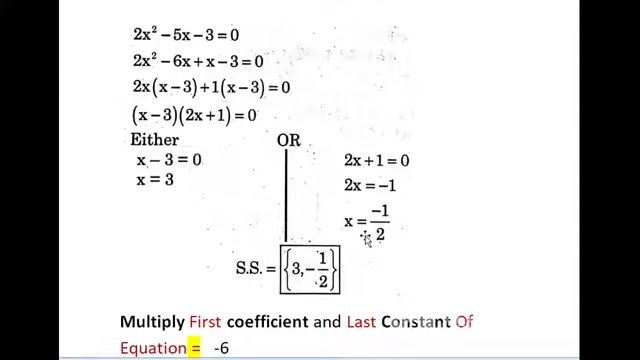 2x² − 5x − 3 = 0
2x² − 6x + x − 3 = 0
2x(x − 3) + 1(x − 3) = 0
(x − 3)(2x + 1) = 0
Either OR
x − 3 = 0
x = 3
2x + 1 = 0
2x = −1
x = −1/2
S.S. = {3, −1/2}
Multiply First coefficient and Last Constant Of
Equation = -6